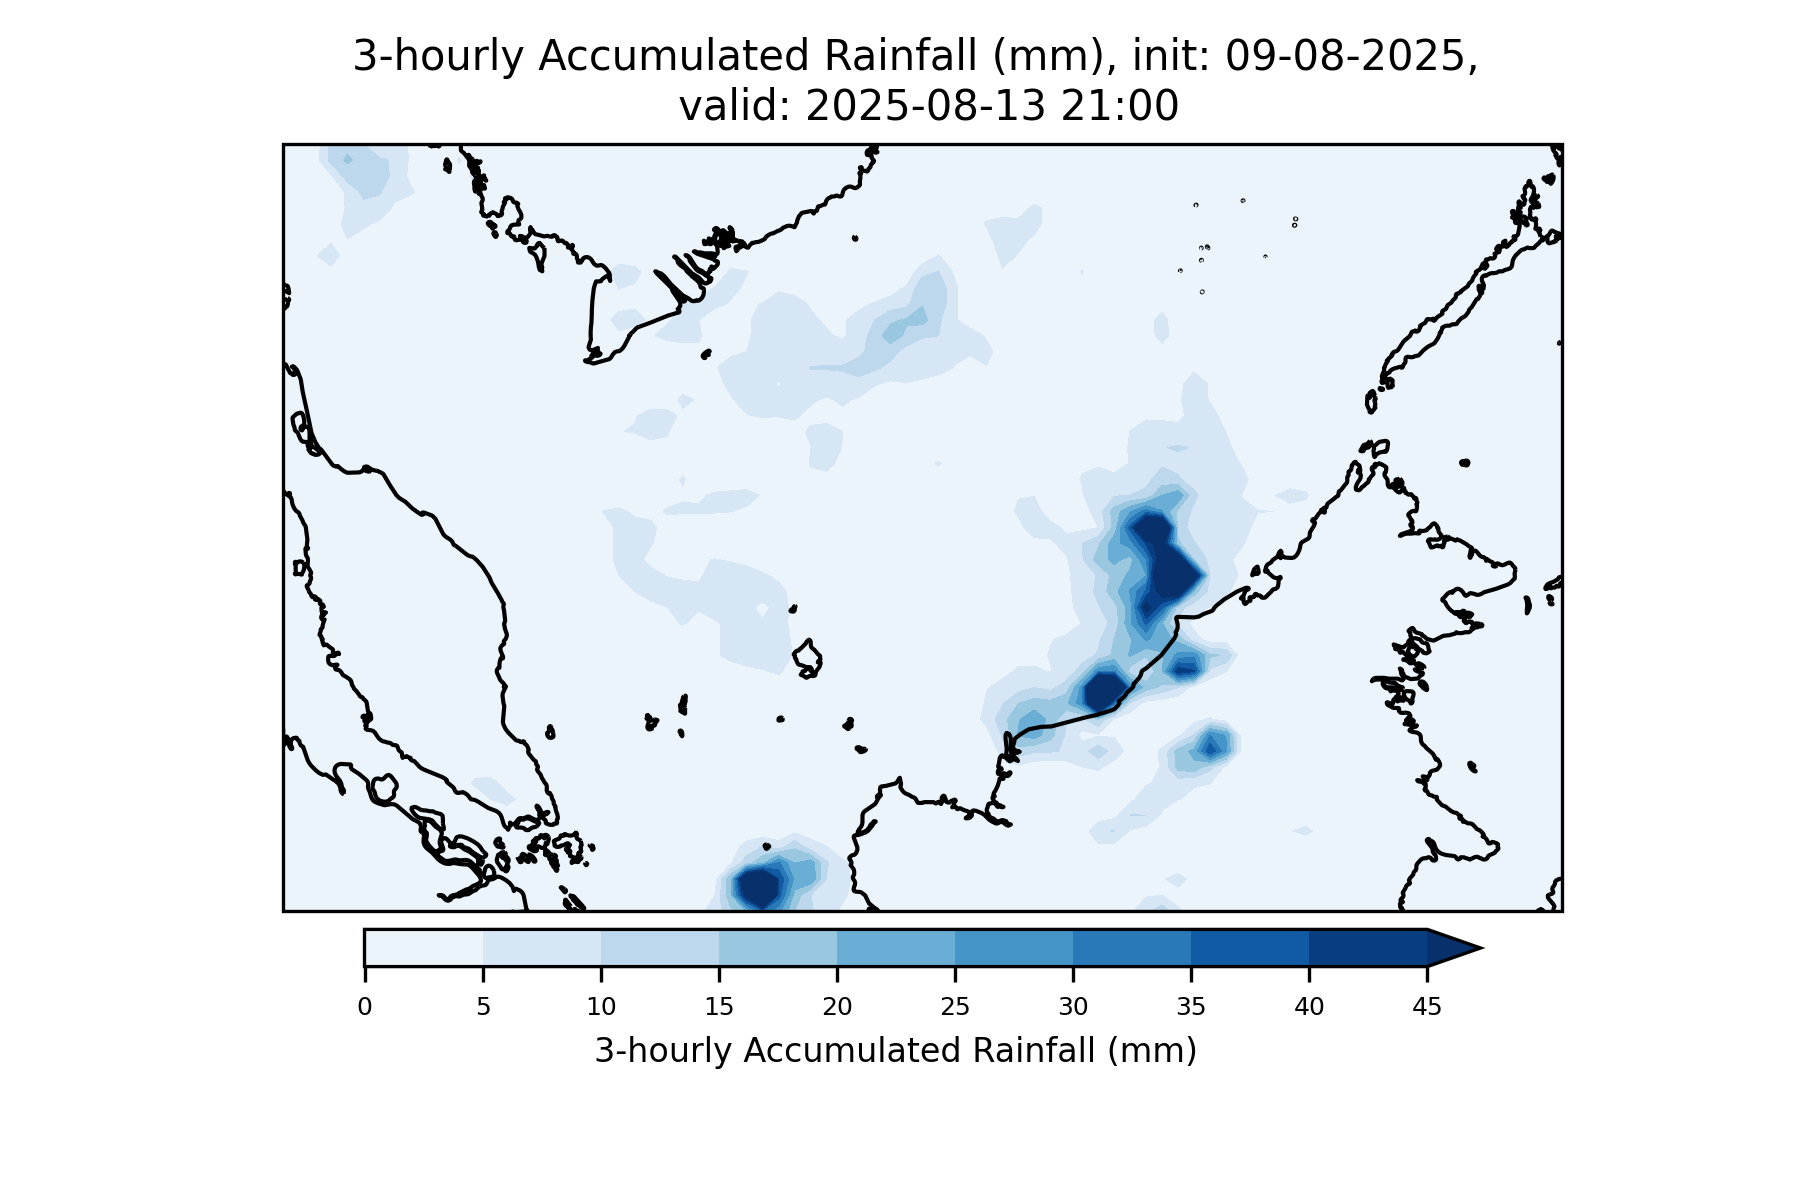 3-hourly Accumulated Rainfall (mm), init: 09-08-2025,
valid: 2025-08-13 21:00
0 5 10 15 20 25 30 35 40 45
3-hourly Accumulated Rainfall (mm)